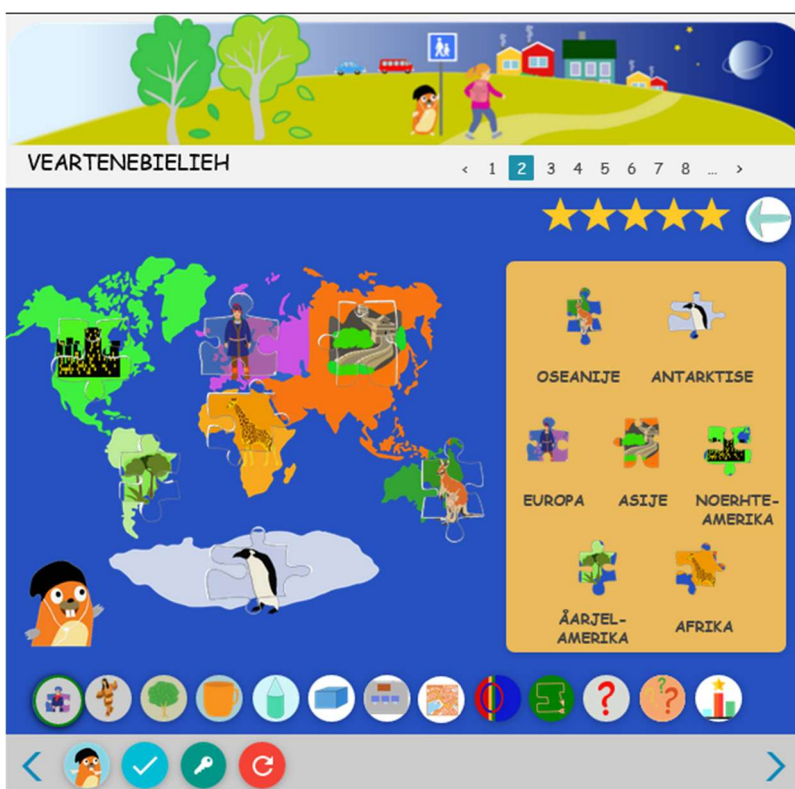 VEARTENEBIELIEH
< 1 2 3 4 5 6 7 8 ... >
OSEANIJE ANTARKTISE
EUROPA ASIJE NOERHTE-
AMERIKA
ÅARJEL-
AMERIKA AFRIKA